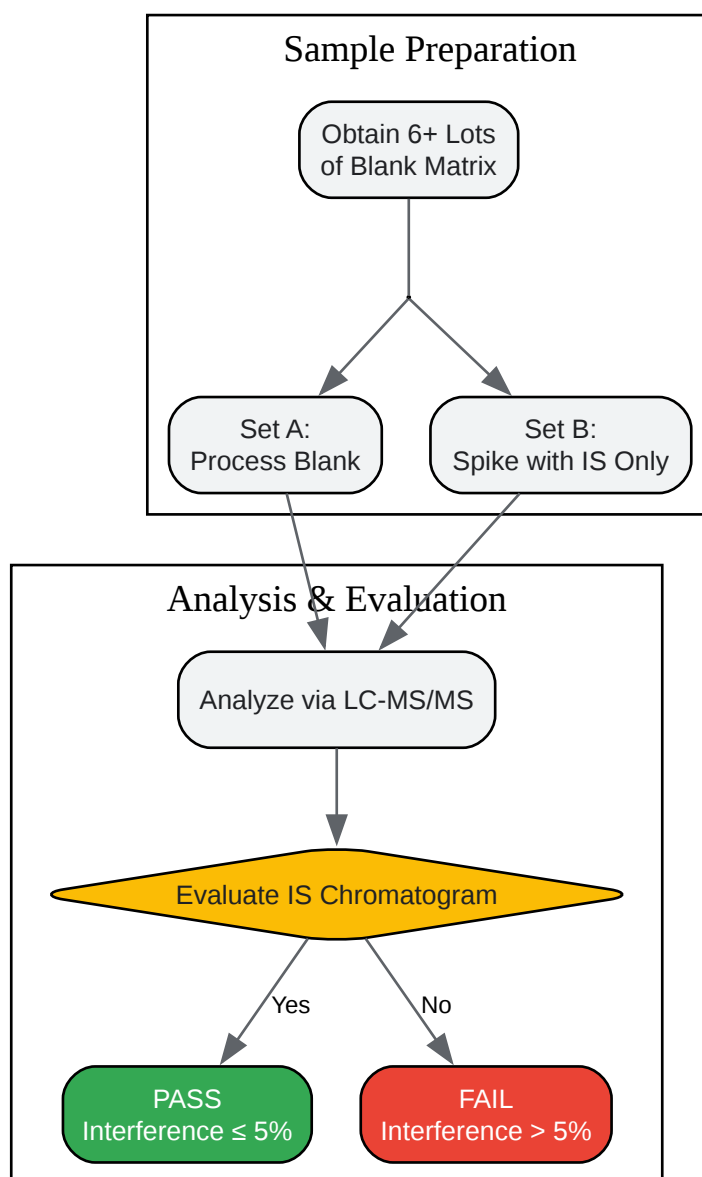 Sample Preparation
Obtain 6+ Lots
of Blank Matrix
Set A:
Process Blank
Set B:
Spike with IS Only
Analysis & Evaluation
Analyze via LC-MS/MS
Evaluate IS Chromatogram
Yes
No
PASS
Interference ≤ 5%
FAIL
Interference > 5%